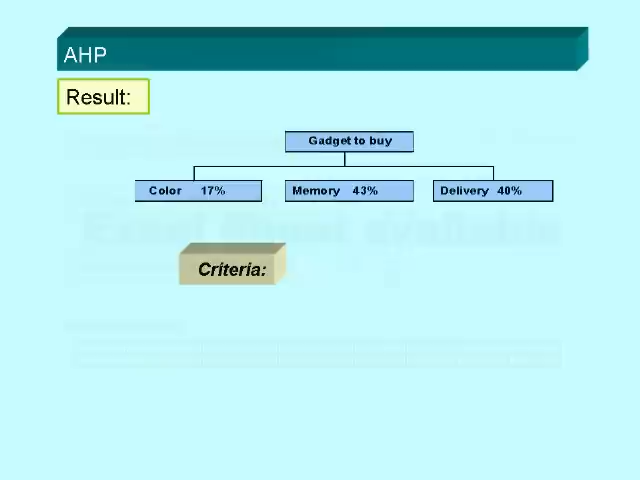 AHP
Result:
Gadget to buy
Color 17%
Memory 43%
Delivery 40%
Criteria: